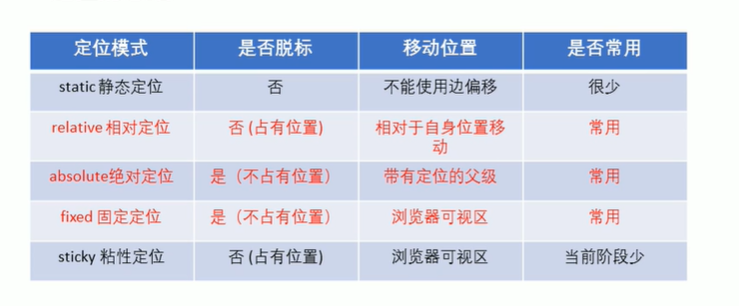 定位模式 是否脱标 移动位置 是否常用
static 静态定位 否 不能使用边偏移 很少
relative 相对定位 否 (占有位置) 相对于自身位置移动 常用
absolute绝对定位 是（不占有位置） 带有定位的父级 常用
fixed 固定定位 是（不占有位置） 浏览器可视区 常用
sticky 粘性定位 否 (占有位置) 浏览器可视区 当前阶段少